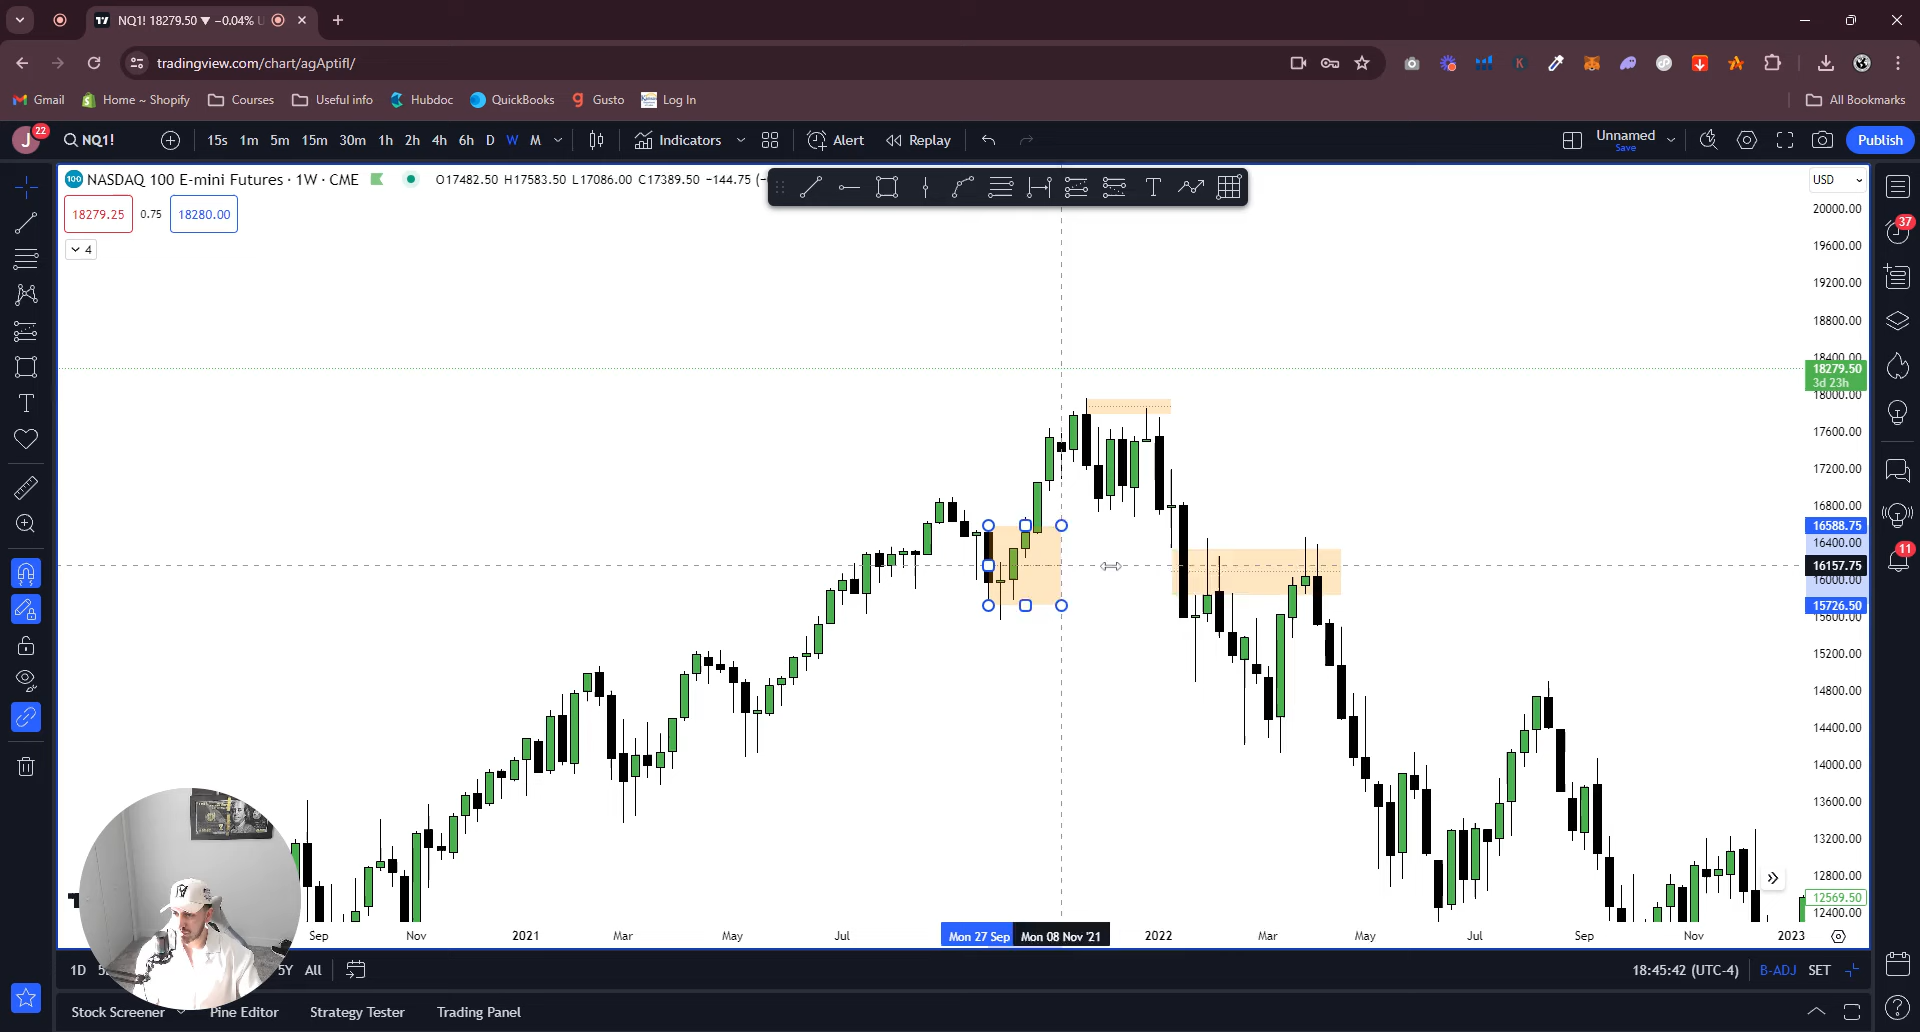 NQ1! 18279.50 ▼ −0.04% U
tradingview.com/chart/agAptifl/
Gmail
Home ~ Shopify
Courses
Useful info
Hubdoc
QuickBooks
Gusto
Log In
All Bookmarks
J
22
NQ1!
15s
1m
5m
15m
30m
1h
2h
4h
6h
D
W
M
Indicators
Alert
Replay
Unnamed
Save
Publish
100
NASDAQ 100 E-mini Futures · 1W · CME
O17482.50 H17583.50 L17086.00 C17389.50 −144.75
18279.25
0.75
18280.00
4
USD
20000.00
19600.00
19200.00
18800.00
18400.00
18279.50
3d 23h
18000.00
17600.00
17200.00
16800.00
16588.75
16400.00
16157.75
16000.00
15726.50
15600.00
15200.00
14800.00
14400.00
14000.00
13600.00
13200.00
12800.00
12569.50
12400.00
37
11
Sep
Nov
2021
Mar
May
Jul
Mon 27 Sep
Mon 08 Nov '21
2022
Mar
May
Jul
Sep
Nov
2023
1D
5Y
All
18:45:42 (UTC-4)
B-ADJ
SET
Stock Screener
Pine Editor
Strategy Tester
Trading Panel